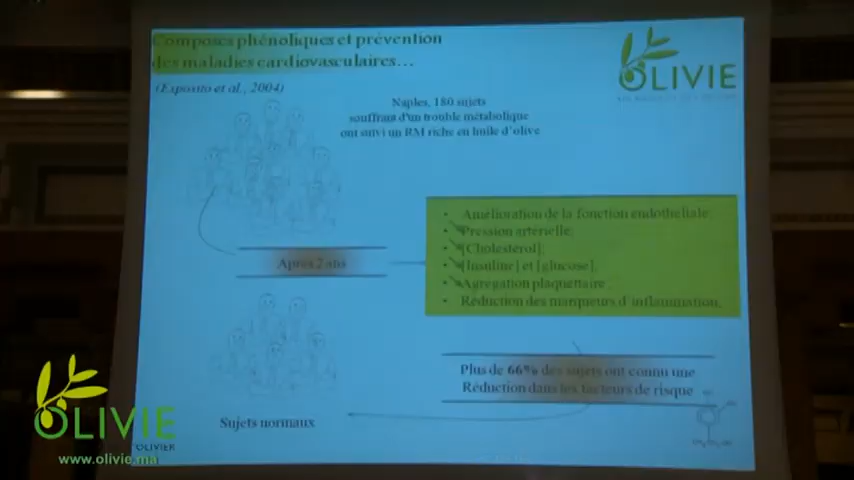 Composés phénoliques et prévention
des maladies cardiovasculaires…
(Esposito et al., 2004)
OLIVIE
Naples, 180 sujets
souffrant d'un trouble métabolique
ont suivi un RM riche en huile d'olive
• Amélioration de la fonction endotheliale;
• Pression artérielle;
• [Cholestérol];
• [Insuline] et [glucose];
• Agrégation plaquettaire ;
• Réduction des marqueurs d'inflammation.
Après 2 ans
Plus de 66% des sujets ont connu une
Réduction dans les facteurs de risque
Sujets normaux
OLIVIE
L'OLIVIER
www.olivie.ma